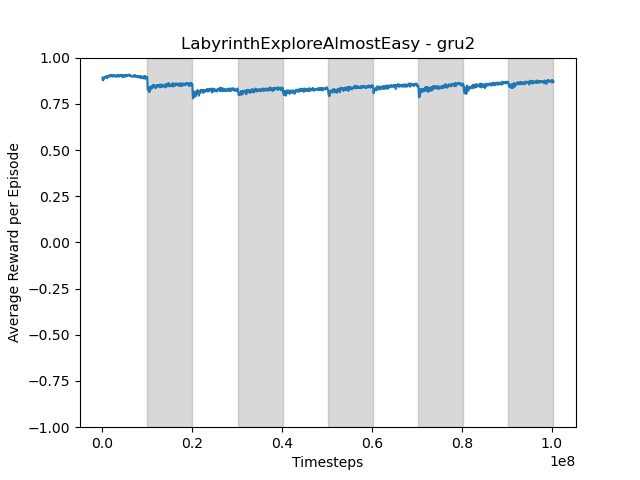 LabyrinthExploreAlmostEasy - gru2
1.00
0.75
0.50
0.25
0.00
−0.25
−0.50
−0.75
−1.00
Average Reward per Episode
0.0 0.2 0.4 0.6 0.8 1.0
1e8
Timesteps